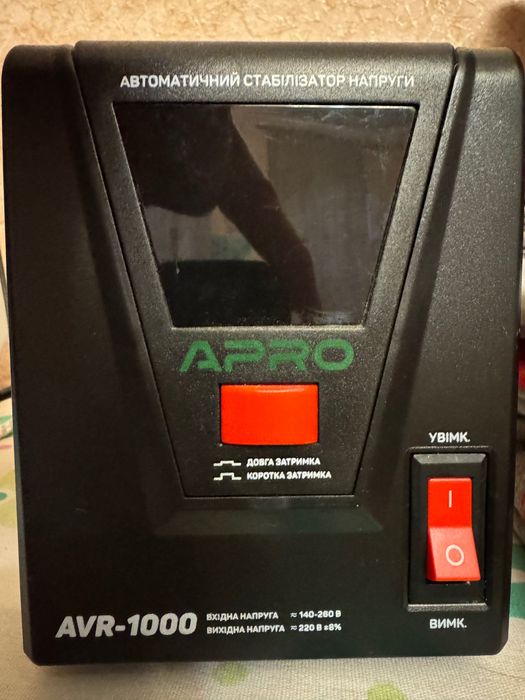 АВТОМАТИЧНИЙ СТАБІЛІЗАТОР НАПРУГИ
APRO
ДОВГА ЗАТРИМКА
КОРОТКА ЗАТРИМКА
УВІМК.
I
O
ВИМК.
AVR-1000
ВХІДНА НАПРУГА ≈ 140-260 В
ВИХІДНА НАПРУГА ≈ 220 В ±8%